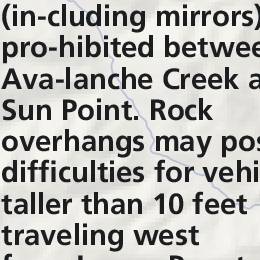 (in-cluding mirrors)
pro-hibited betwee
Ava-lanche Creek a
Sun Point. Rock
overhangs may pos
difficulties for vehi
taller than 10 feet
traveling west